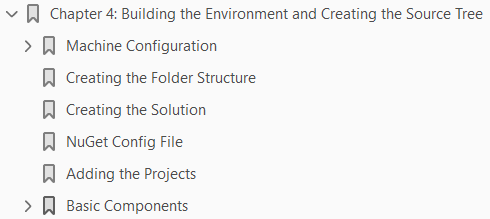 Chapter 4: Building the Environment and Creating the Source Tree
Machine Configuration
Creating the Folder Structure
Creating the Solution
NuGet Config File
Adding the Projects
Basic Components